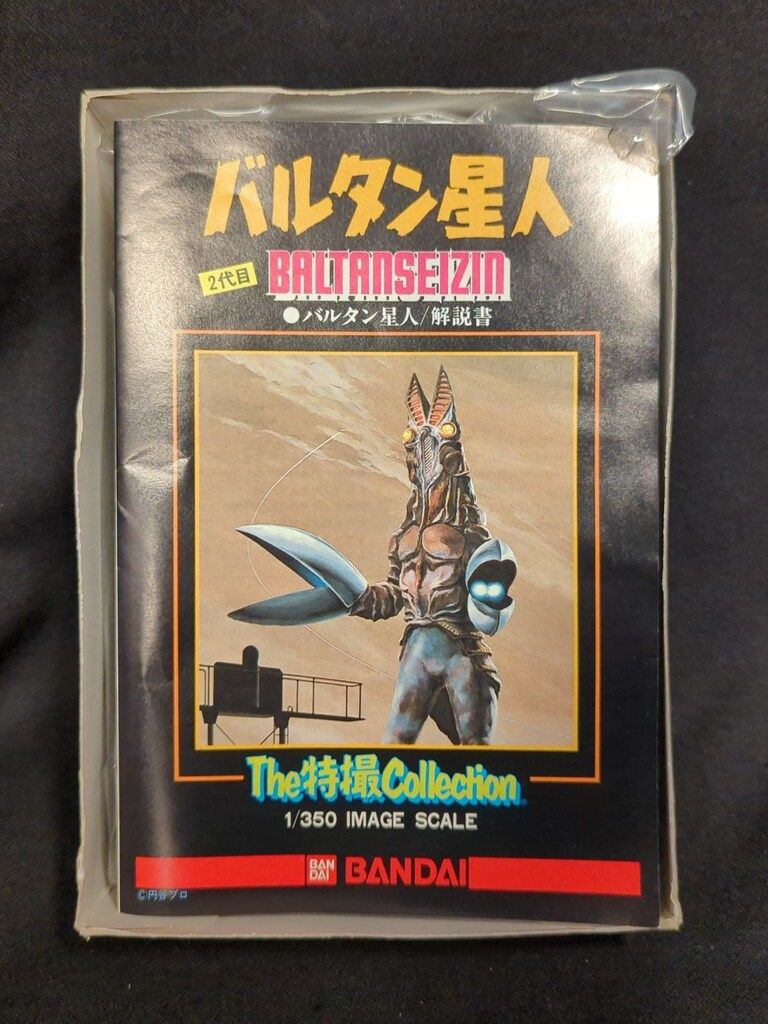 バルタン星人
2代目
BALTANSEIZIN
●バルタン星人/解説書
The特撮Collection®
1/350 IMAGE SCALE
BAN
DAI
BANDAI
©円谷プロ